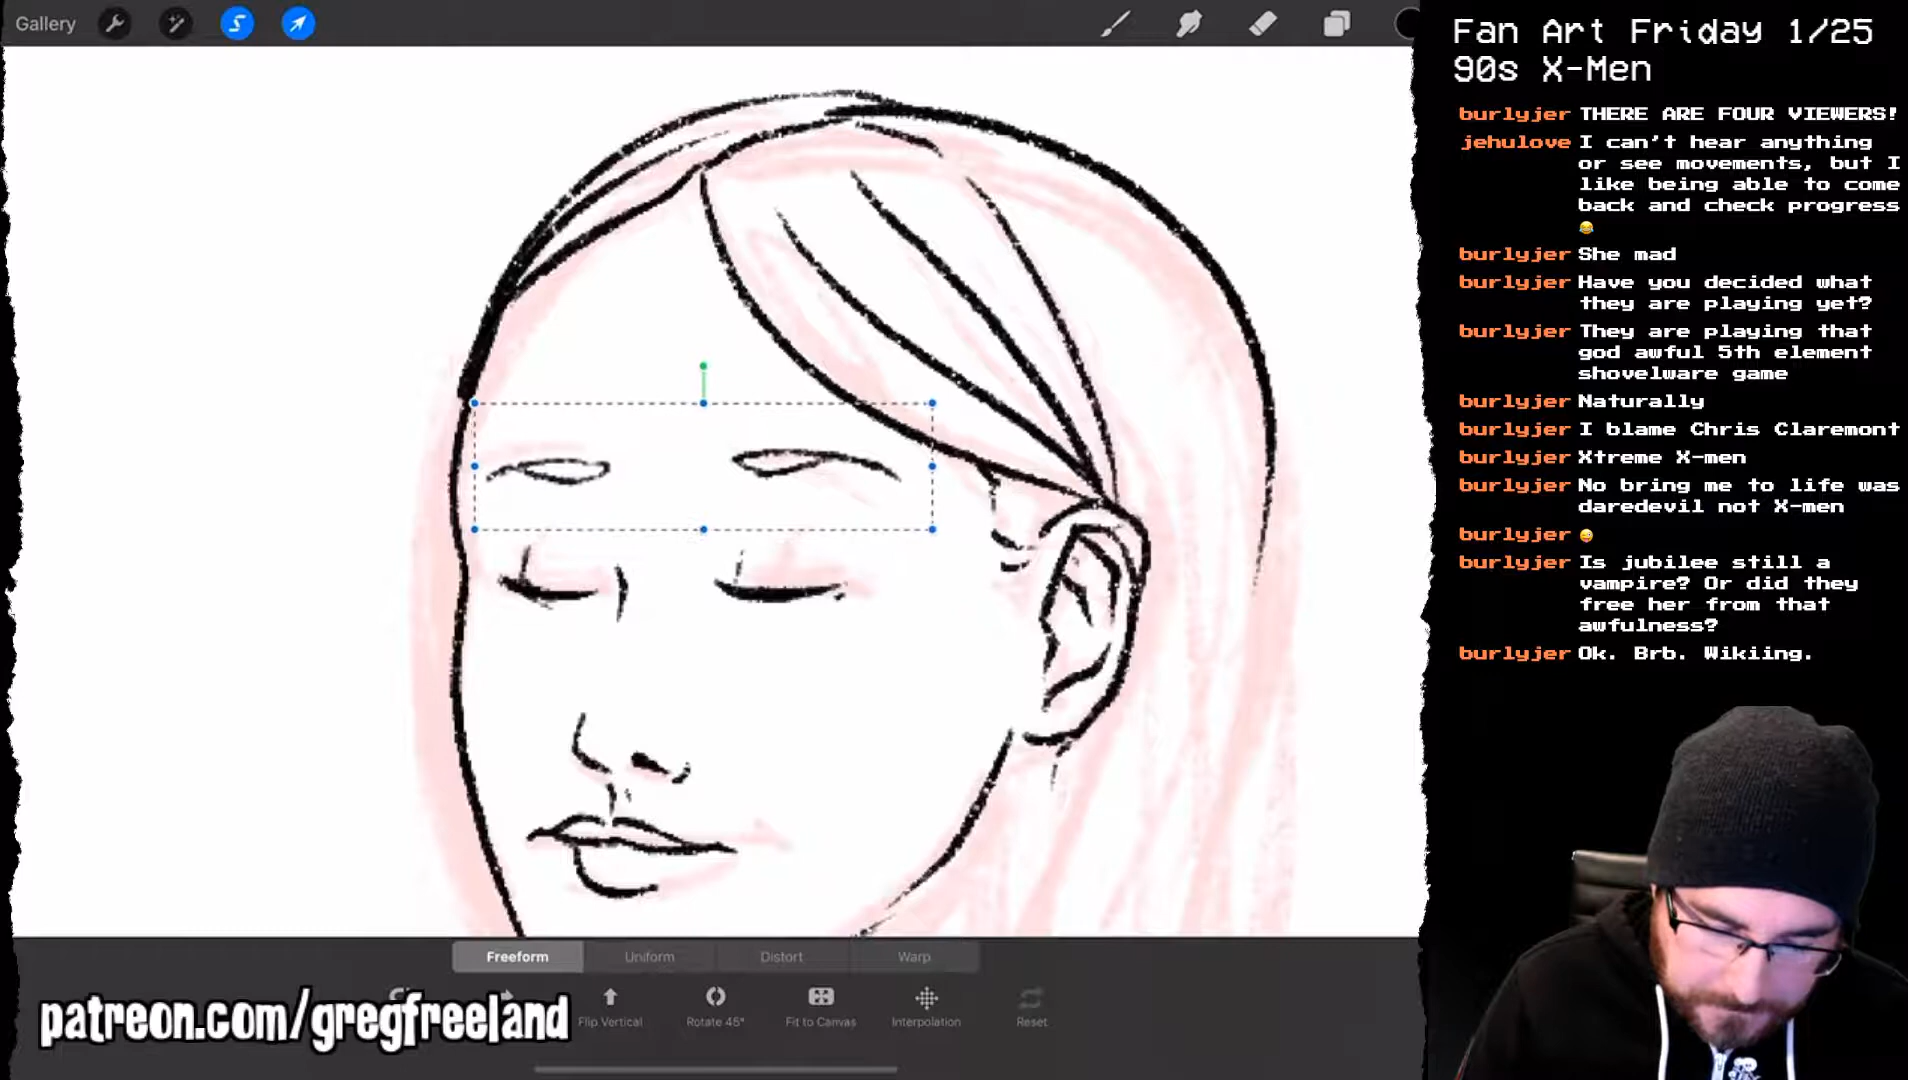 Gallery
Fan Art Friday 1/25
90s X-Men
burlyjer THERE ARE FOUR VIEWERS!
jehulove I can't hear anything
or see movements, but I
like being able to come
back and check progress
😂
burlyjer She mad
burlyjer Have you decided what
they are playing yet?
burlyjer They are playing that
god awful 5th element
shovelware game
burlyjer Naturally
burlyjer I blame Chris Claremont
burlyjer Xtreme X-men
burlyjer No bring me to life was
daredevil not X-men
burlyjer 😜
burlyjer Is jubilee still a
vampire? Or did they
free her from that
awfulness?
burlyjer Ok. Brb. Wikiing.
Freeform Uniform Distort Warp
Flip Vertical Rotate 45° Fit to Canvas Interpolation Reset
patreon.com/gregfreeland